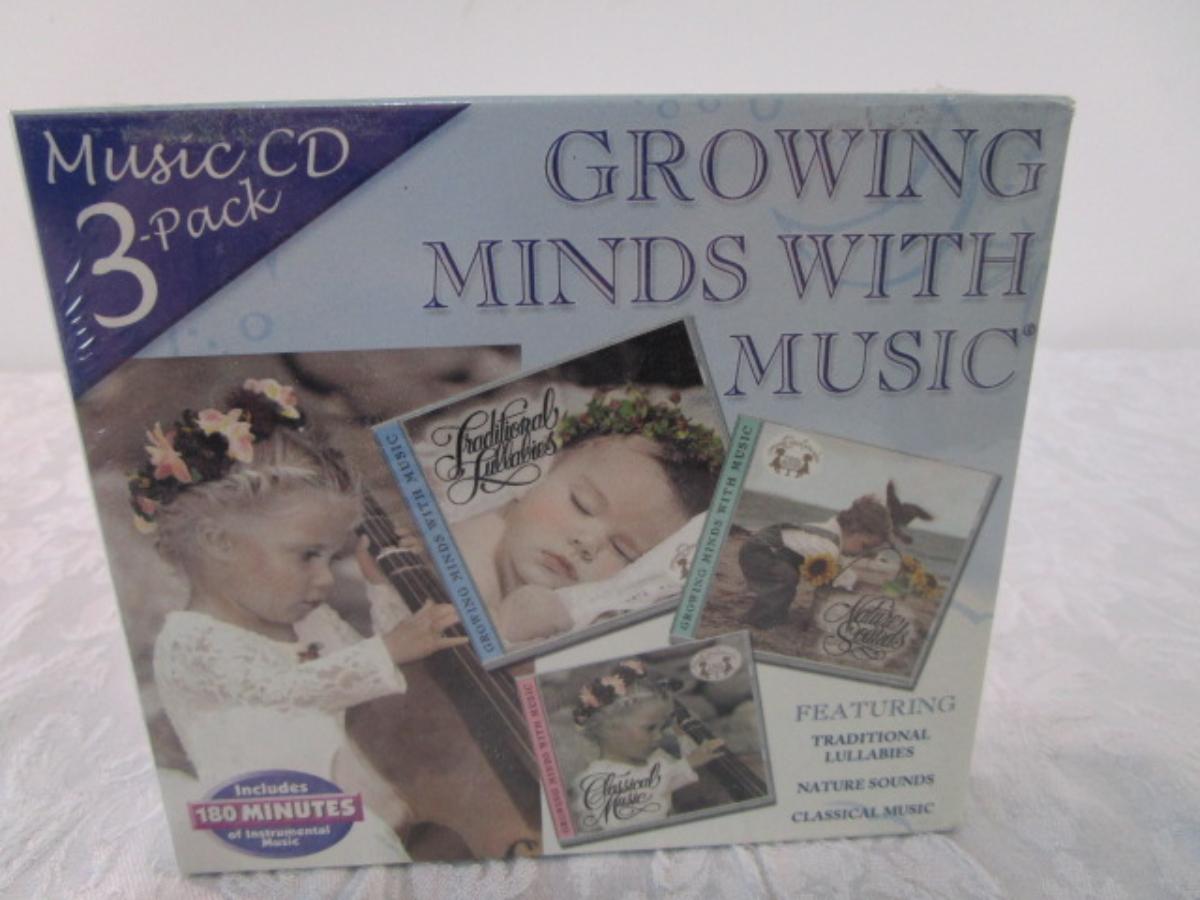 Music CD
3-Pack
GROWING
MINDS WITH
MUSIC®
Traditional
Lullabies
GROWING MINDS WITH MUSIC
GROWING MINDS WITH MUSIC
Nature
Sounds
GROWING MINDS WITH MUSIC
Classical
Music
FEATURING
TRADITIONAL
LULLABIES
NATURE SOUNDS
CLASSICAL MUSIC
Includes
180 MINUTES
of Instrumental
Music